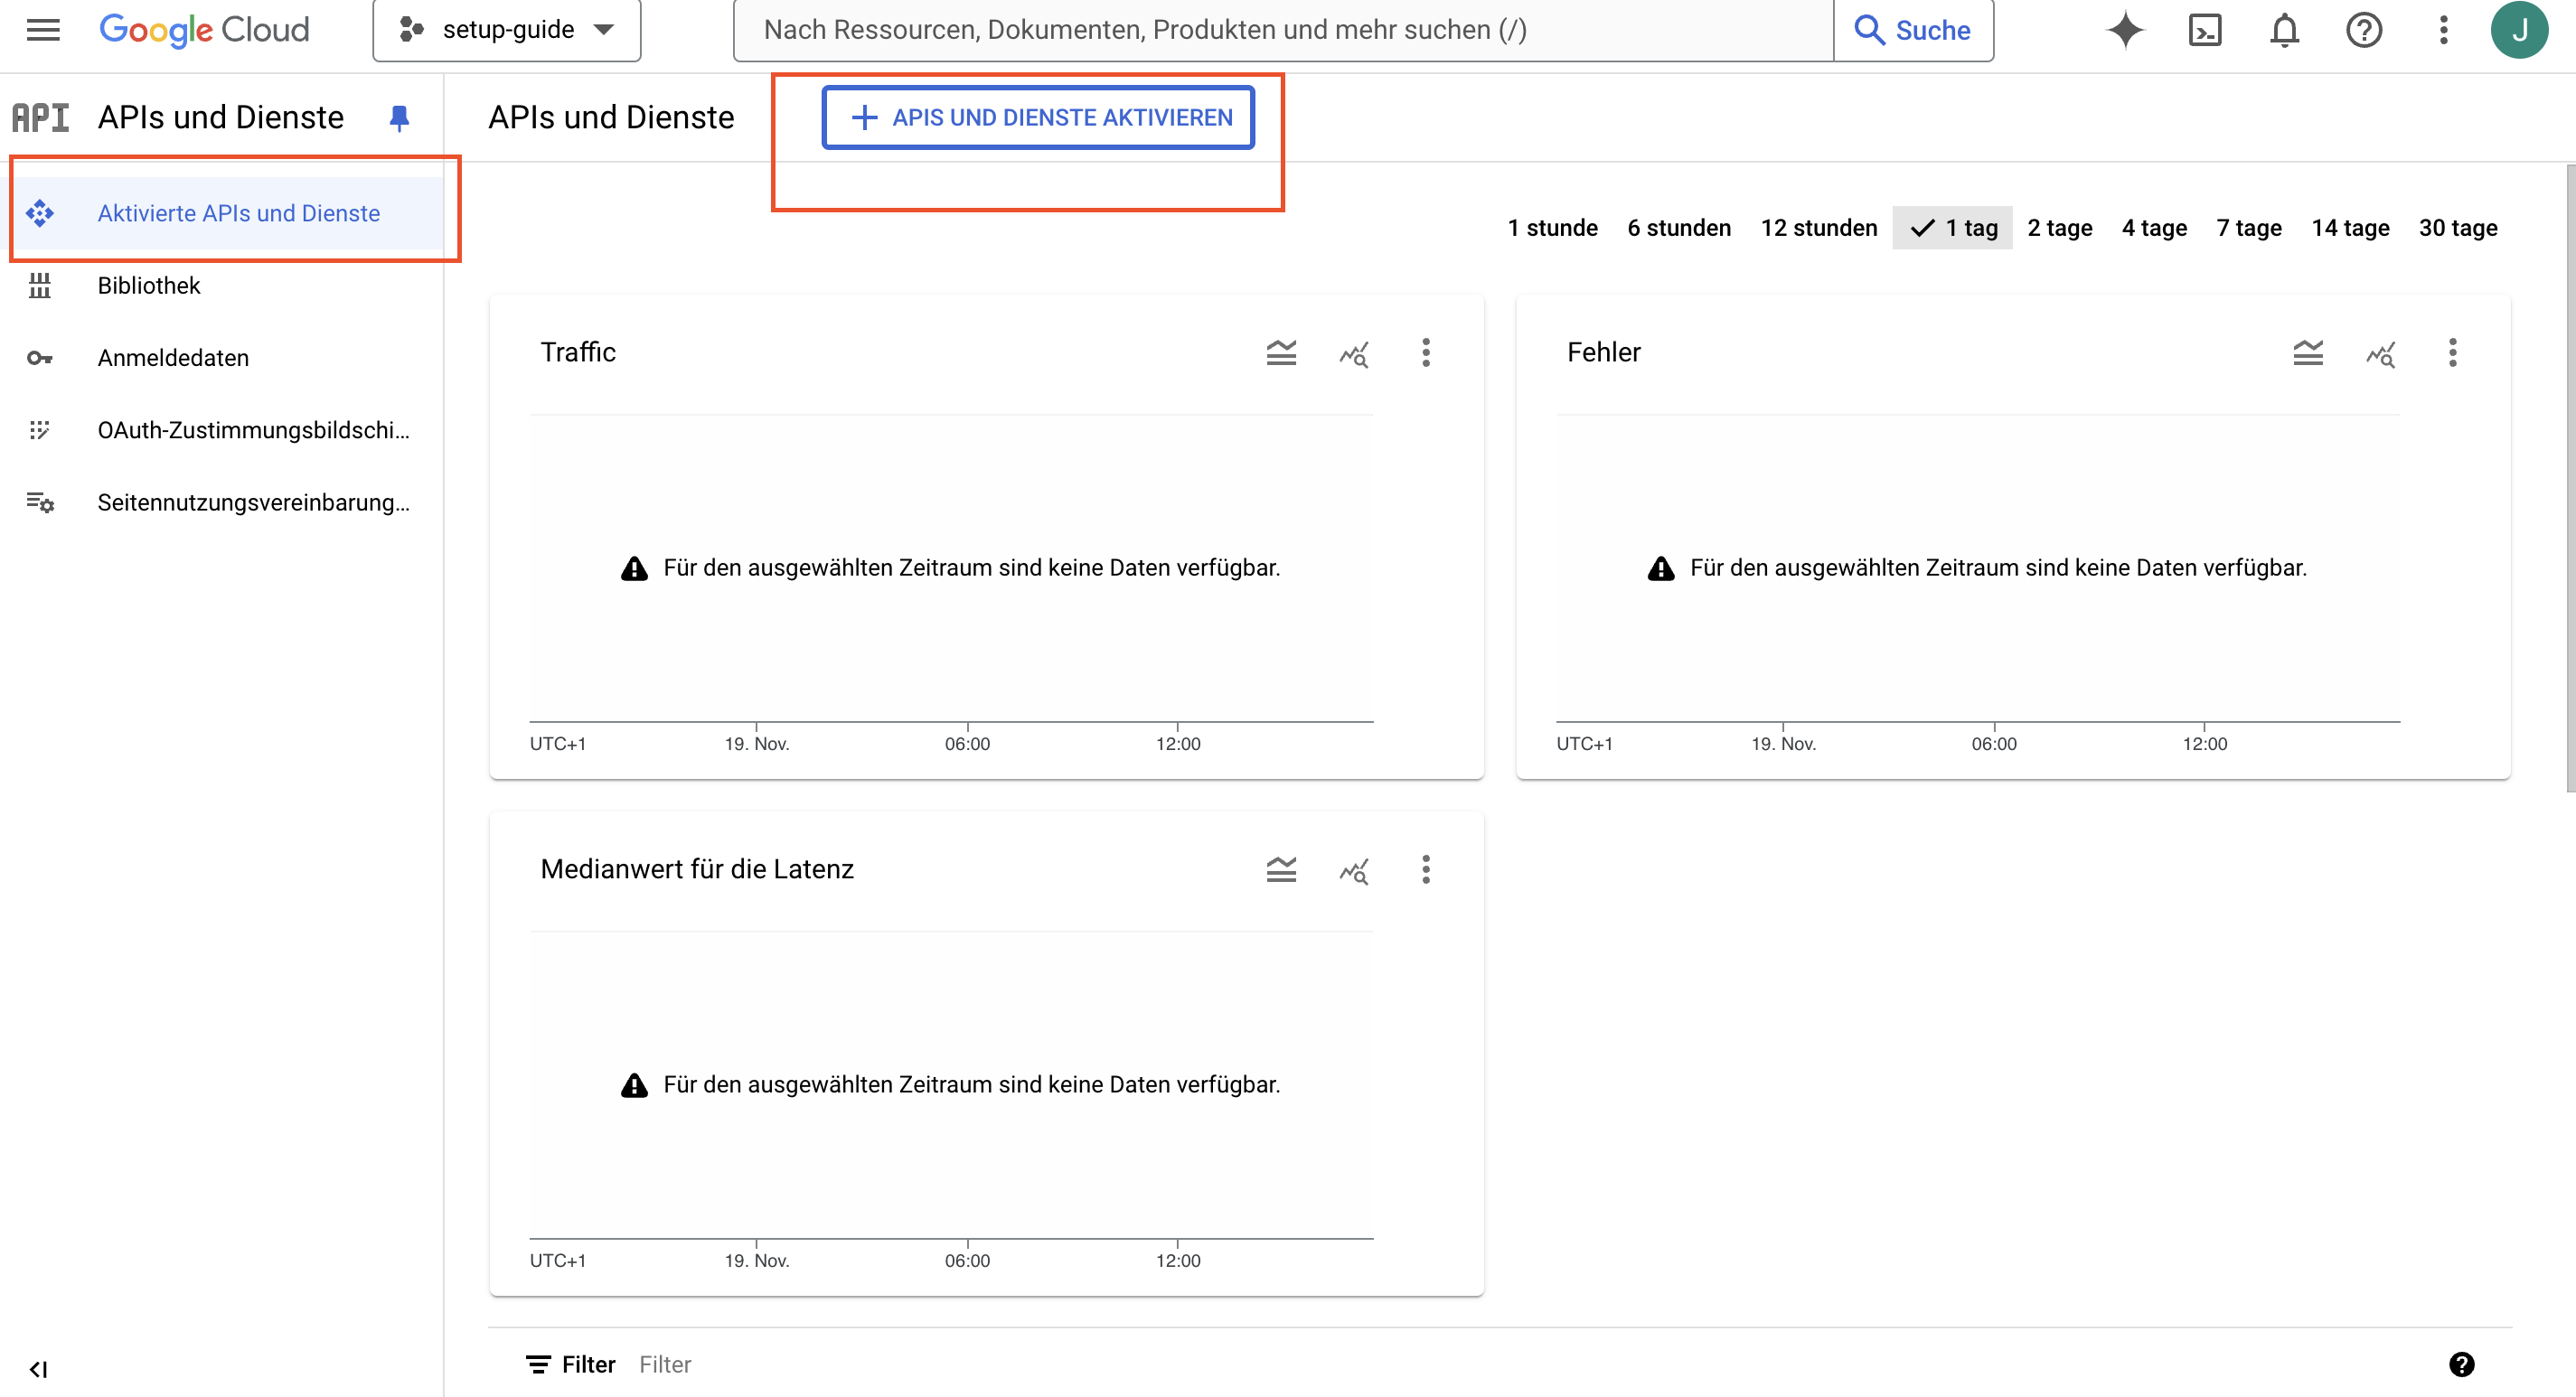 Google Cloud
setup-guide
Nach Ressourcen, Dokumenten, Produkten und mehr suchen (/)
Suche
J
API
APIs und Dienste
APIs und Dienste
APIS UND DIENSTE AKTIVIEREN
Aktivierte APIs und Dienste
Bibliothek
Anmeldedaten
OAuth-Zustimmungsbildschi...
Seitennutzungsvereinbarung...
1 stunde 6 stunden 12 stunden 1 tag 2 tage 4 tage 7 tage 14 tage 30 tage
Traffic
Für den ausgewählten Zeitraum sind keine Daten verfügbar.
UTC+1 19. Nov. 06:00 12:00
Fehler
Für den ausgewählten Zeitraum sind keine Daten verfügbar.
UTC+1 19. Nov. 06:00 12:00
Medianwert für die Latenz
Für den ausgewählten Zeitraum sind keine Daten verfügbar.
UTC+1 19. Nov. 06:00 12:00
Filter Filter